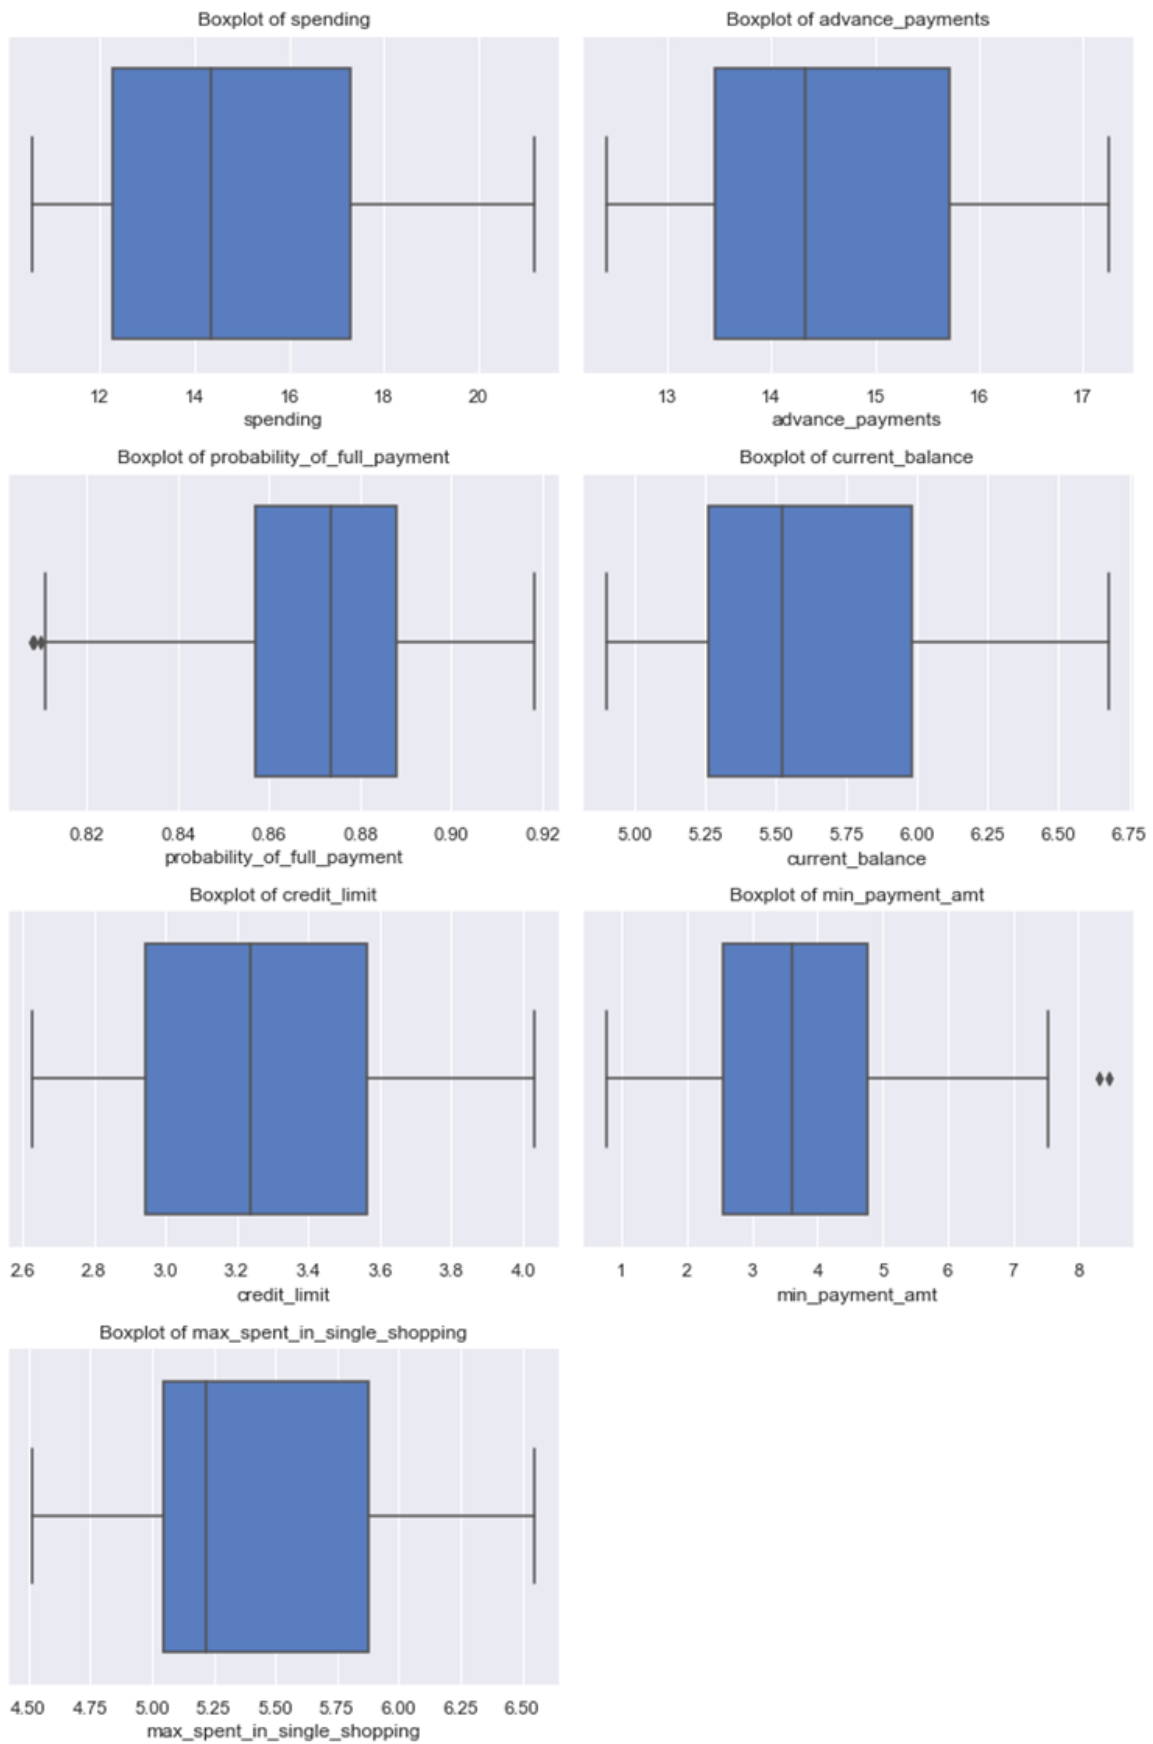 Boxplot of spending
12 14 16 18 20
spending
Boxplot of advance_payments
13 14 15 16 17
advance_payments
Boxplot of probability_of_full_payment
0.82 0.84 0.86 0.88 0.90 0.92
probability_of_full_payment
Boxplot of current_balance
5.00 5.25 5.50 5.75 6.00 6.25 6.50 6.75
current_balance
Boxplot of credit_limit
2.6 2.8 3.0 3.2 3.4 3.6 3.8 4.0
credit_limit
Boxplot of min_payment_amt
1 2 3 4 5 6 7 8
min_payment_amt
Boxplot of max_spent_in_single_shopping
4.50 4.75 5.00 5.25 5.50 5.75 6.00 6.25 6.50
max_spent_in_single_shopping